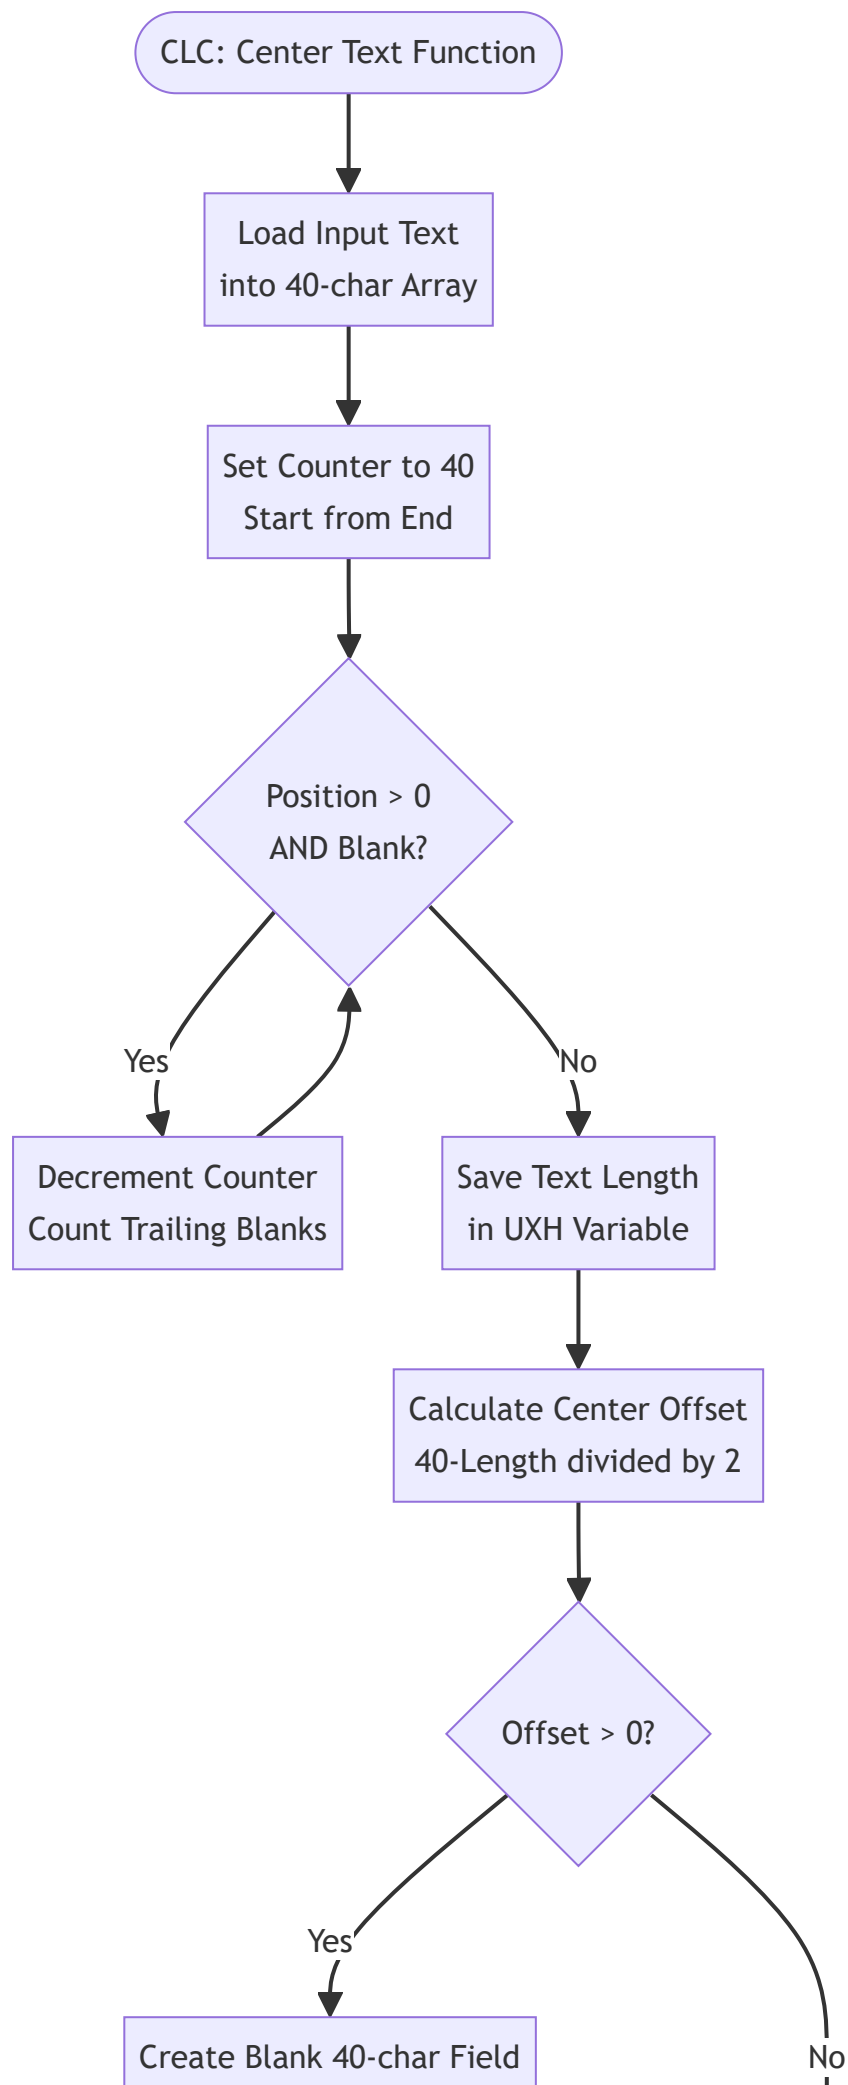 CLC: Center Text Function
Load Input Text
into 40-char Array
Set Counter to 40
Start from End
Position > 0
AND Blank?
Yes
No
Decrement Counter
Count Trailing Blanks
Save Text Length
in UXH Variable
Calculate Center Offset
40-Length divided by 2
Offset > 0?
Yes
Create Blank 40-char Field
No